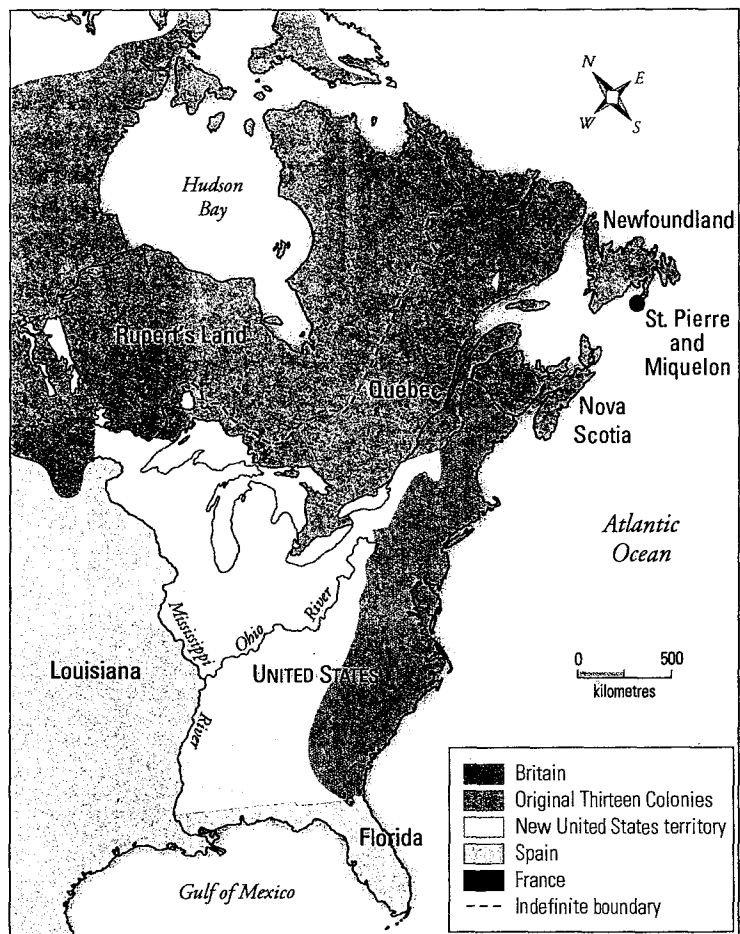 N
E
W
S
Hudson
Bay
Newfoundland
Rupert's Land
St. Pierre
and
Miquelon
Québec
Nova
Scotia
Atlantic
Ocean
Mississippi
River
Ohio
River
Louisiana
UNITED STATES
0 500
kilometres
Florida
Gulf of Mexico
Britain
Original Thirteen Colonies
New United States territory
Spain
France
Indefinite boundary